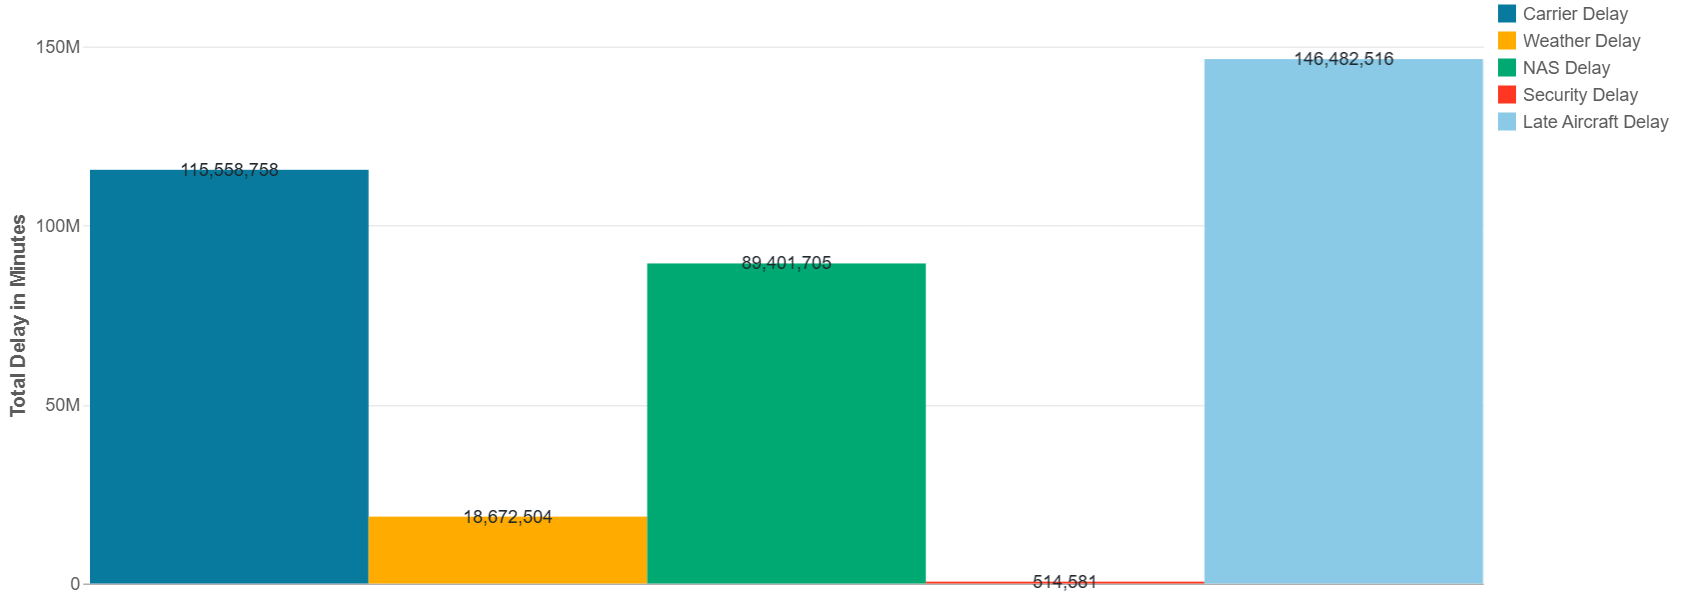 Total Delay in Minutes
150M
100M
50M
0
115,558,758
18,672,504
89,401,705
514,581
146,482,516
Carrier Delay
Weather Delay
NAS Delay
Security Delay
Late Aircraft Delay